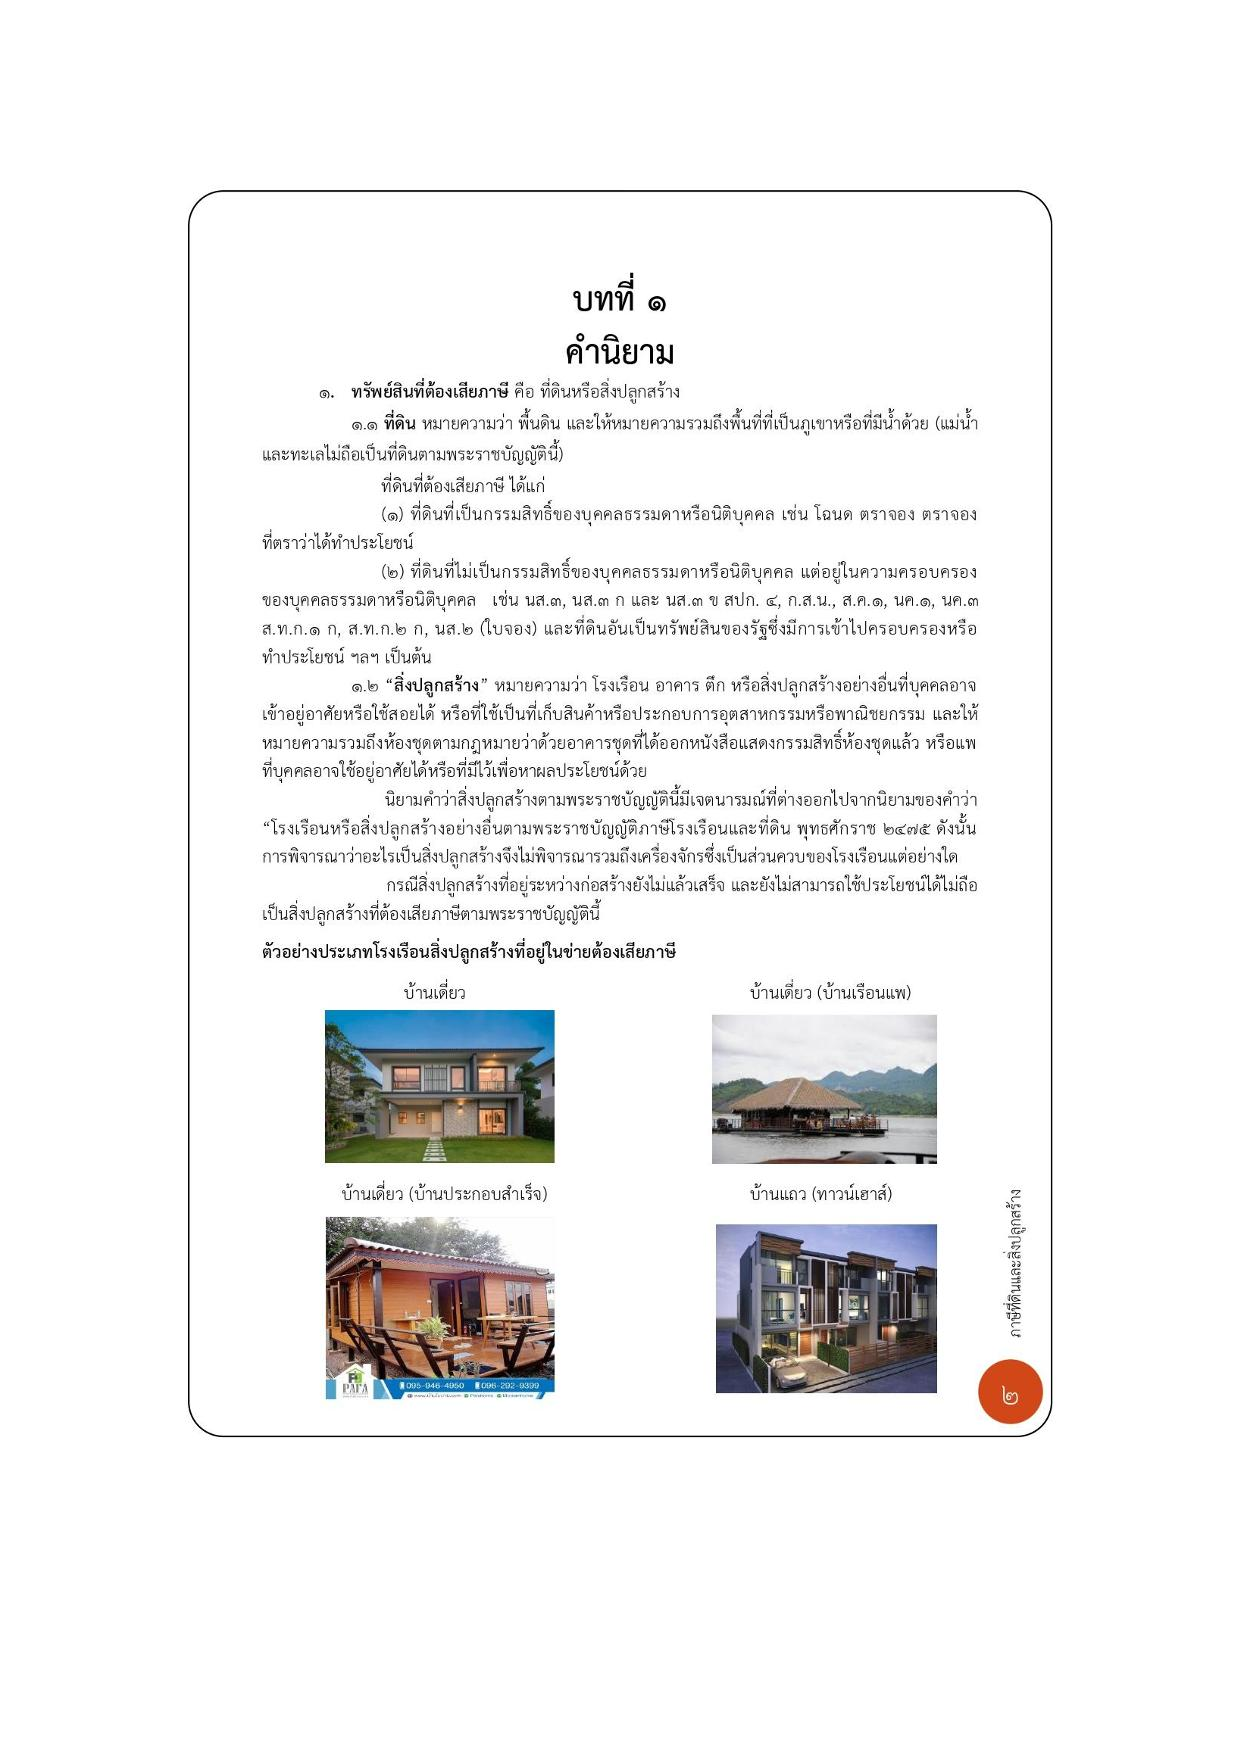 บทที่ ๑
คำนิยาม
๑. ทรัพย์สินที่ต้องเสียภาษี คือ ที่ดินหรือสิ่งปลูกสร้าง
๑.๑ ที่ดิน หมายความว่า พื้นดิน และให้หมายความรวมถึงพื้นที่ที่เป็นภูเขาหรือที่มีน้ำด้วย (แม่น้ำ
และทะเลไม่ถือเป็นที่ดินตามพระราชบัญญัตินี้)
ที่ดินที่ต้องเสียภาษี ได้แก่
(๑) ที่ดินที่เป็นกรรมสิทธิ์ของบุคคลธรรมดาหรือนิติบุคคล เช่น โฉนด ตราจอง ตราจอง
ที่ตราว่าได้ทำประโยชน์
(๒) ที่ดินที่ไม่เป็นกรรมสิทธิ์ของบุคคลธรรมดาหรือนิติบุคคล แต่อยู่ในความครอบครอง
ของบุคคลธรรมดาหรือนิติบุคคล เช่น นส.๓, นส.๓ ก และ นส.๓ ข สปก. ๔, ก.ส.น., ส.ค.๑, นค.๑, นค.๓
ส.ท.ก.๑ ก, ส.ท.ก.๒ ก, นส.๒ (ใบจอง) และที่ดินอันเป็นทรัพย์สินของรัฐซึ่งมีการเข้าไปครอบครองหรือ
ทำประโยชน์ ฯลฯ เป็นต้น
๑.๒ “สิ่งปลูกสร้าง” หมายความว่า โรงเรือน อาคาร ตึก หรือสิ่งปลูกสร้างอย่างอื่นที่บุคคลอาจ
เข้าอยู่อาศัยหรือใช้สอยได้ หรือที่ใช้เป็นที่เก็บสินค้าหรือประกอบการอุตสาหกรรมหรือพาณิชยกรรม และให้
หมายความรวมถึงห้องชุดตามกฎหมายว่าด้วยอาคารชุดที่ได้ออกหนังสือแสดงกรรมสิทธิ์ห้องชุดแล้ว หรือแพ
ที่บุคคลอาจใช้อยู่อาศัยได้หรือที่มีไว้เพื่อหาผลประโยชน์ด้วย
นิยามคำว่าสิ่งปลูกสร้างตามพระราชบัญญัตินี้มีเจตนารมณ์ที่ต่างออกไปจากนิยามของคำว่า
“โรงเรือนหรือสิ่งปลูกสร้างอย่างอื่นตามพระราชบัญญัติภาษีโรงเรือนและที่ดิน พุทธศักราช ๒๔๗๕ ดังนั้น
การพิจารณาว่าอะไรเป็นสิ่งปลูกสร้างจึงไม่พิจารณารวมถึงเครื่องจักรซึ่งเป็นส่วนควบของโรงเรือนแต่อย่างใด
กรณีสิ่งปลูกสร้างที่อยู่ระหว่างก่อสร้างยังไม่แล้วเสร็จ และยังไม่สามารถใช้ประโยชน์ได้ไม่ถือ
เป็นสิ่งปลูกสร้างที่ต้องเสียภาษีตามพระราชบัญญัตินี้
ตัวอย่างประเภทโรงเรือนสิ่งปลูกสร้างที่อยู่ในข่ายต้องเสียภาษี
บ้านเดี่ยว
บ้านเดี่ยว (บ้านเรือนแพ)
บ้านเดี่ยว (บ้านประกอบสำเร็จ)
บ้านแถว (ทาวน์เฮาส์)
PAPA
095-946-4950 096-292-9399
ภาษีที่ดินและสิ่งปลูกสร้าง
๒